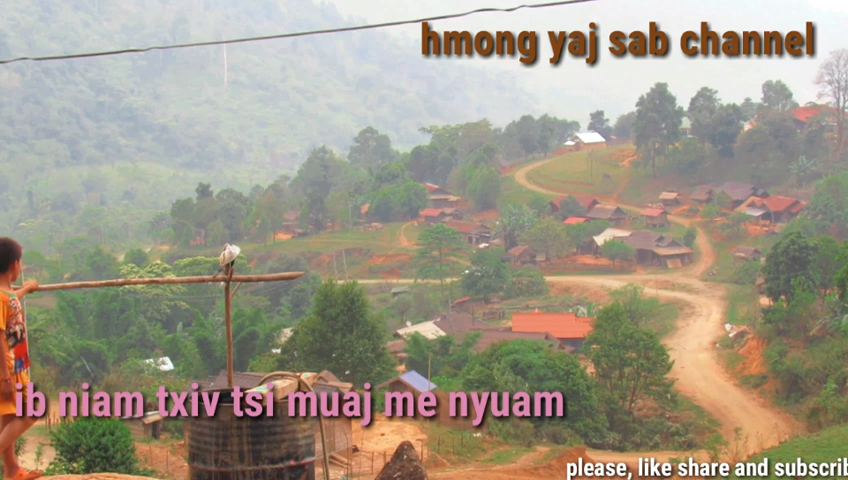 hmong yaj sab channel
ib niam txiv tsi muaj me nyuam
please, like share and subscrib